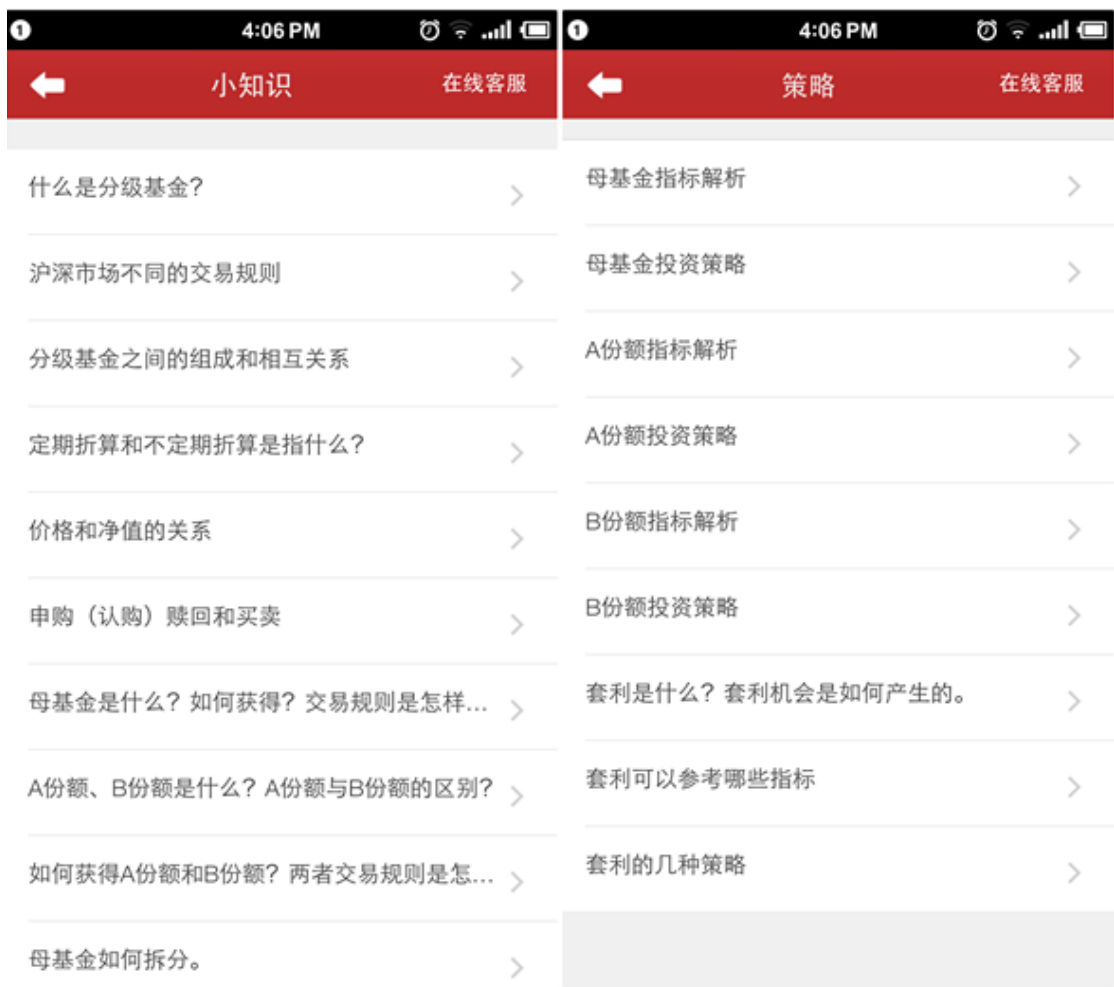 1 4:06 PM
小知识 在线客服
什么是分级基金?
沪深市场不同的交易规则
分级基金之间的组成和相互关系
定期折算和不定期折算是指什么?
价格和净值的关系
申购（认购）赎回和买卖
母基金是什么? 如何获得? 交易规则是怎样...
A份额、B份额是什么? A份额与B份额的区别?
如何获得A份额和B份额? 两者交易规则是怎...
母基金如何拆分。
1 4:06 PM
策略 在线客服
母基金指标解析
母基金投资策略
A份额指标解析
A份额投资策略
B份额指标解析
B份额投资策略
套利是什么? 套利机会是如何产生的。
套利可以参考哪些指标
套利的几种策略